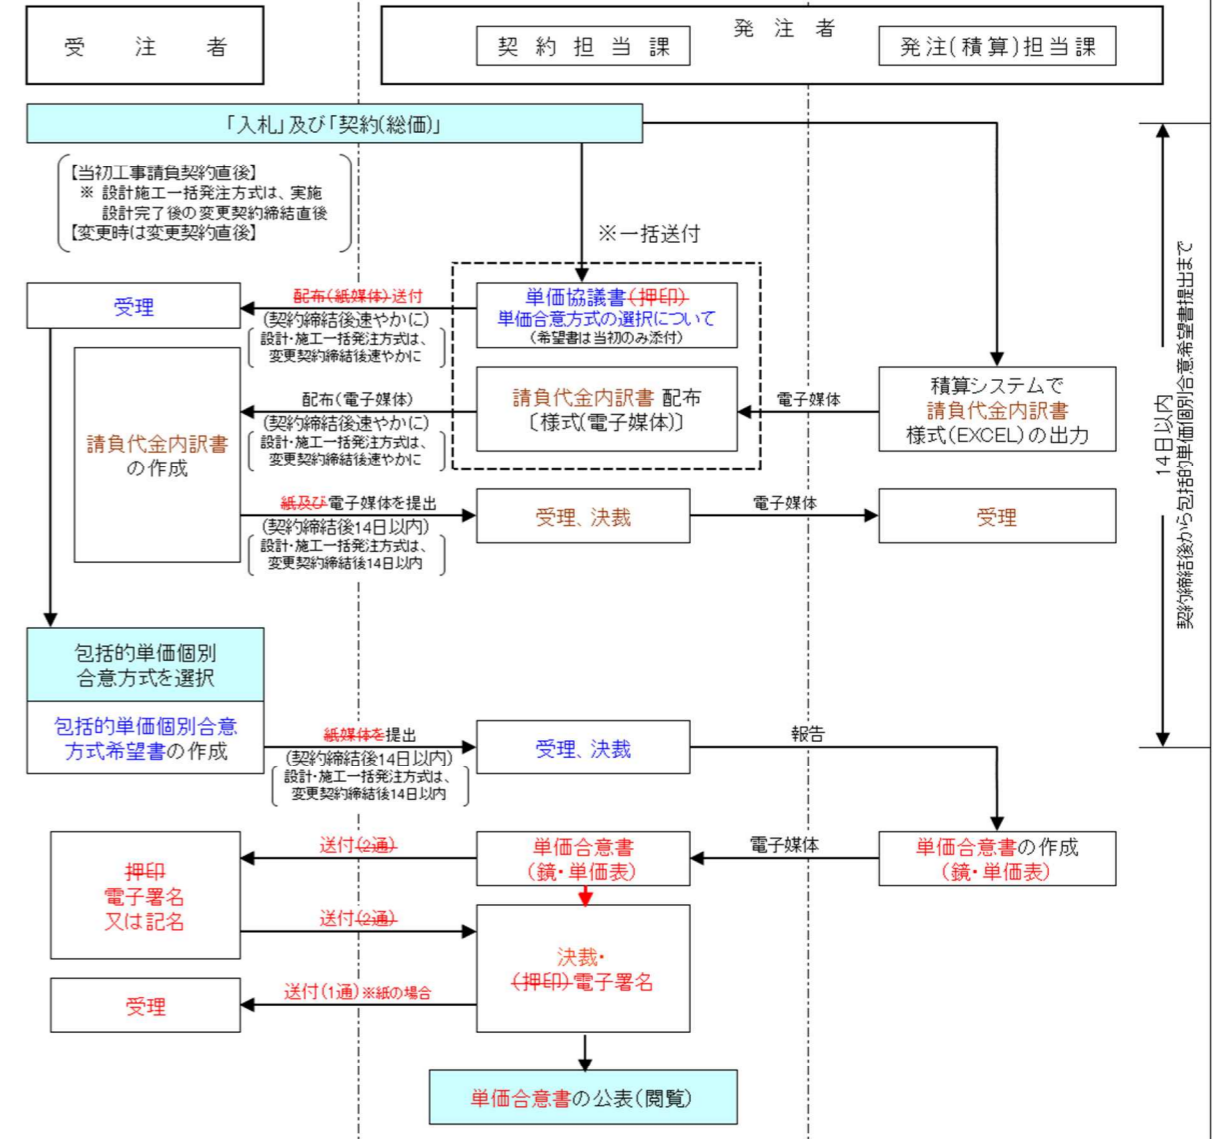 受　注　者
発　注　者
契 約 担 当 課
発注(積算)担当課
「入札」及び「契約(総価)」
【当初工事請負契約直後】
※ 設計施工一括発注方式は、実施
設計完了後の変更契約締結直後
【変更時は変更契約直後】
※一括送付
受理
配布(紙媒体)送付
(契約締結後速やかに)
設計・施工一括発注方式は、
変更契約締結後速やかに
単価協議書(押印)
単価合意方式の選択について
(希望書は当初のみ添付)
請負代金内訳書
の作成
配布(電子媒体)
(契約締結後速やかに)
設計・施工一括発注方式は、
変更契約締結後速やかに
請負代金内訳書 配布
〔様式(電子媒体)〕
電子媒体
積算システムで
請負代金内訳書
様式(EXCEL)の出力
紙及び電子媒体を提出
(契約締結後14日以内)
設計・施工一括発注方式は、
変更契約締結後14日以内
受理、決裁
電子媒体
受理
14日以内
契約締結後から包括的単価個別合意希望書提出まで
包括的単価個別
合意方式を選択
包括的単価個別合意
方式希望書の作成
紙媒体を提出
(契約締結後14日以内)
設計・施工一括発注方式は、
変更契約締結後14日以内
受理、決裁
報告
押印
電子署名
又は記名
送付(2通)
単価合意書
(鏡・単価表)
電子媒体
単価合意書の作成
(鏡・単価表)
送付(2通)
決裁・
(押印)電子署名
受理
送付(1通)※紙の場合
単価合意書の公表(閲覧)